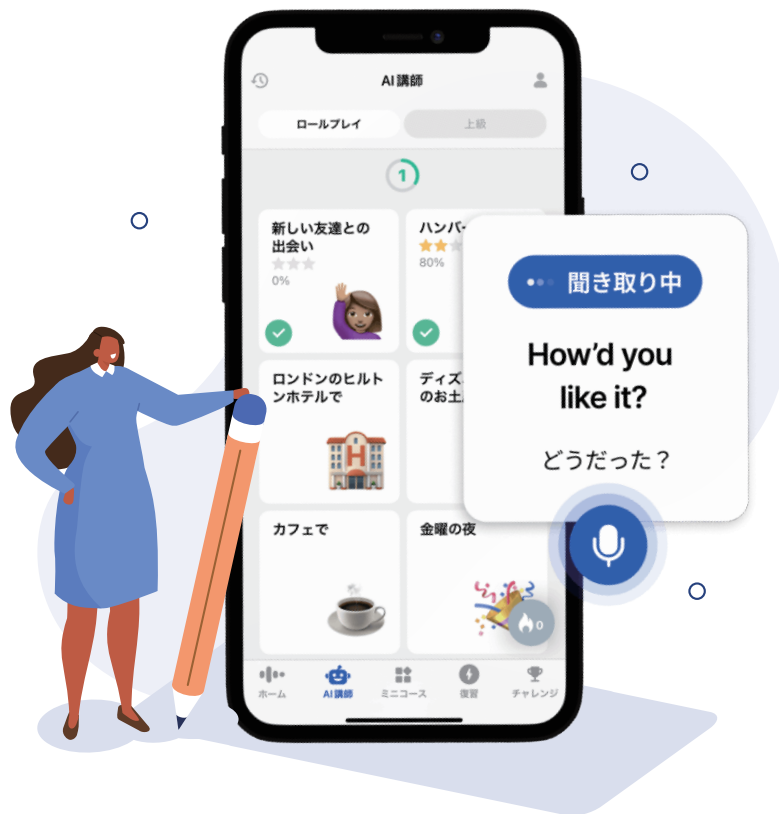 AI講師
ロールプレイ
上級
1
新しい友達との
出会い
0%
ハンバー
80%
聞き取り中
How'd you
like it?
どうだった？
ロンドンのヒルト
ンホテルで
ディズ
のお土
カフェで
金曜の夜
0
ホーム
AI講師
ミニコース
復習
チャレンジ